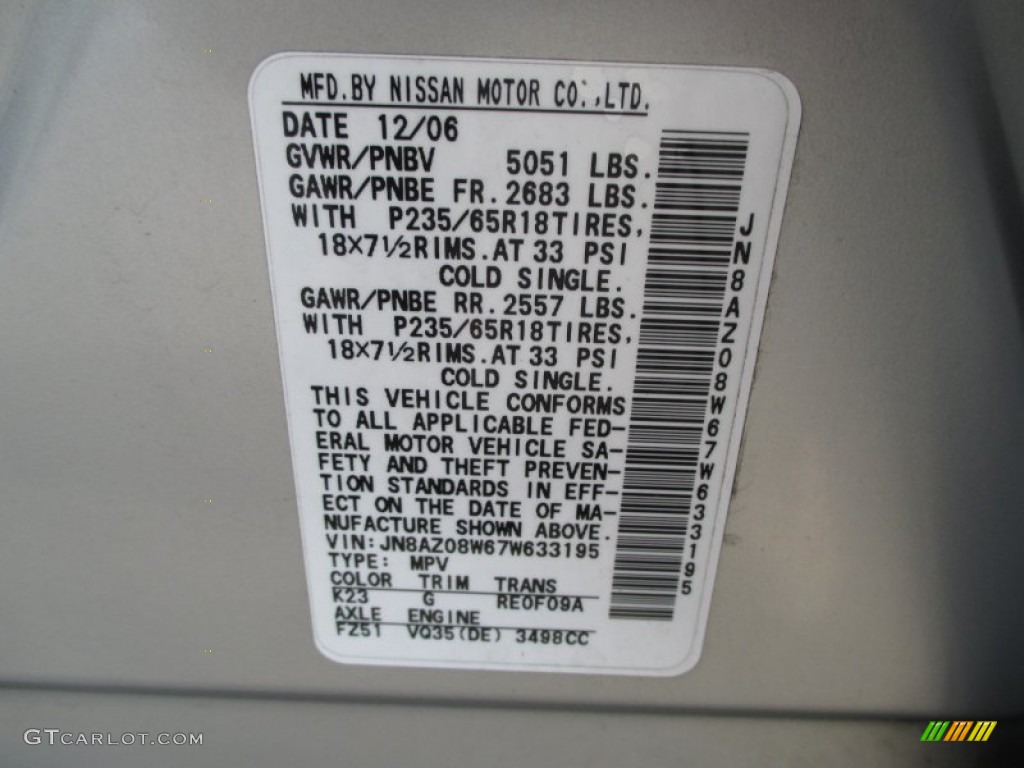 MFD.BY NISSAN MOTOR CO.,LTD.
DATE 12/06
GVWR/PNBV 5051 LBS.
GAWR/PNBE FR. 2683 LBS.
WITH P235/65R18TIRES,
18×7½RIMS.AT 33 PSI
COLD SINGLE.
GAWR/PNBE RR. 2557 LBS.
WITH P235/65R18TIRES,
18×7½RIMS.AT 33 PSI
COLD SINGLE.
THIS VEHICLE CONFORMS
TO ALL APPLICABLE FED-
ERAL MOTOR VEHICLE SA-
FETY AND THEFT PREVEN-
TION STANDARDS IN EFF-
ECT ON THE DATE OF MA-
NUFACTURE SHOWN ABOVE.
VIN:JN8AZ08W67W633195
TYPE: MPV
COLOR TRIM TRANS
K23 G RE0F09A
AXLE ENGINE
FZ51 VQ35(DE) 3498CC
JN8AZ08W67W633195
GTCARLOT.COM